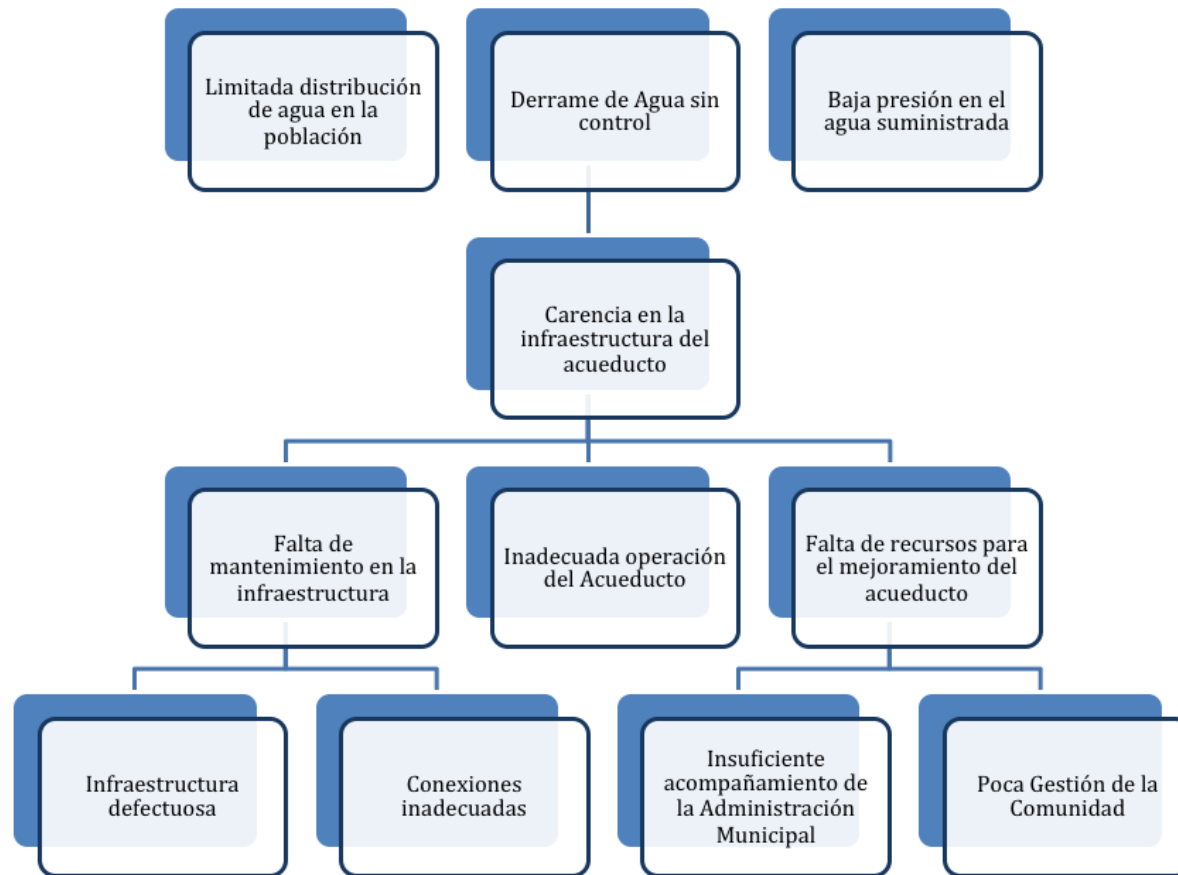 Limitada distribución
de agua en la
población
Derrame de Agua sin
control
Baja presión en el
agua suministrada
Carencia en la
infraestructura del
acueducto
Falta de
mantenimiento en la
infraestructura
Inadecuada operación
del Acueducto
Falta de recursos para
el mejoramiento del
acueducto
Infraestructura
defectuosa
Conexiones
inadecuadas
Insuficiente
acompañamiento de
la Administración
Municipal
Poca Gestión de la
Comunidad